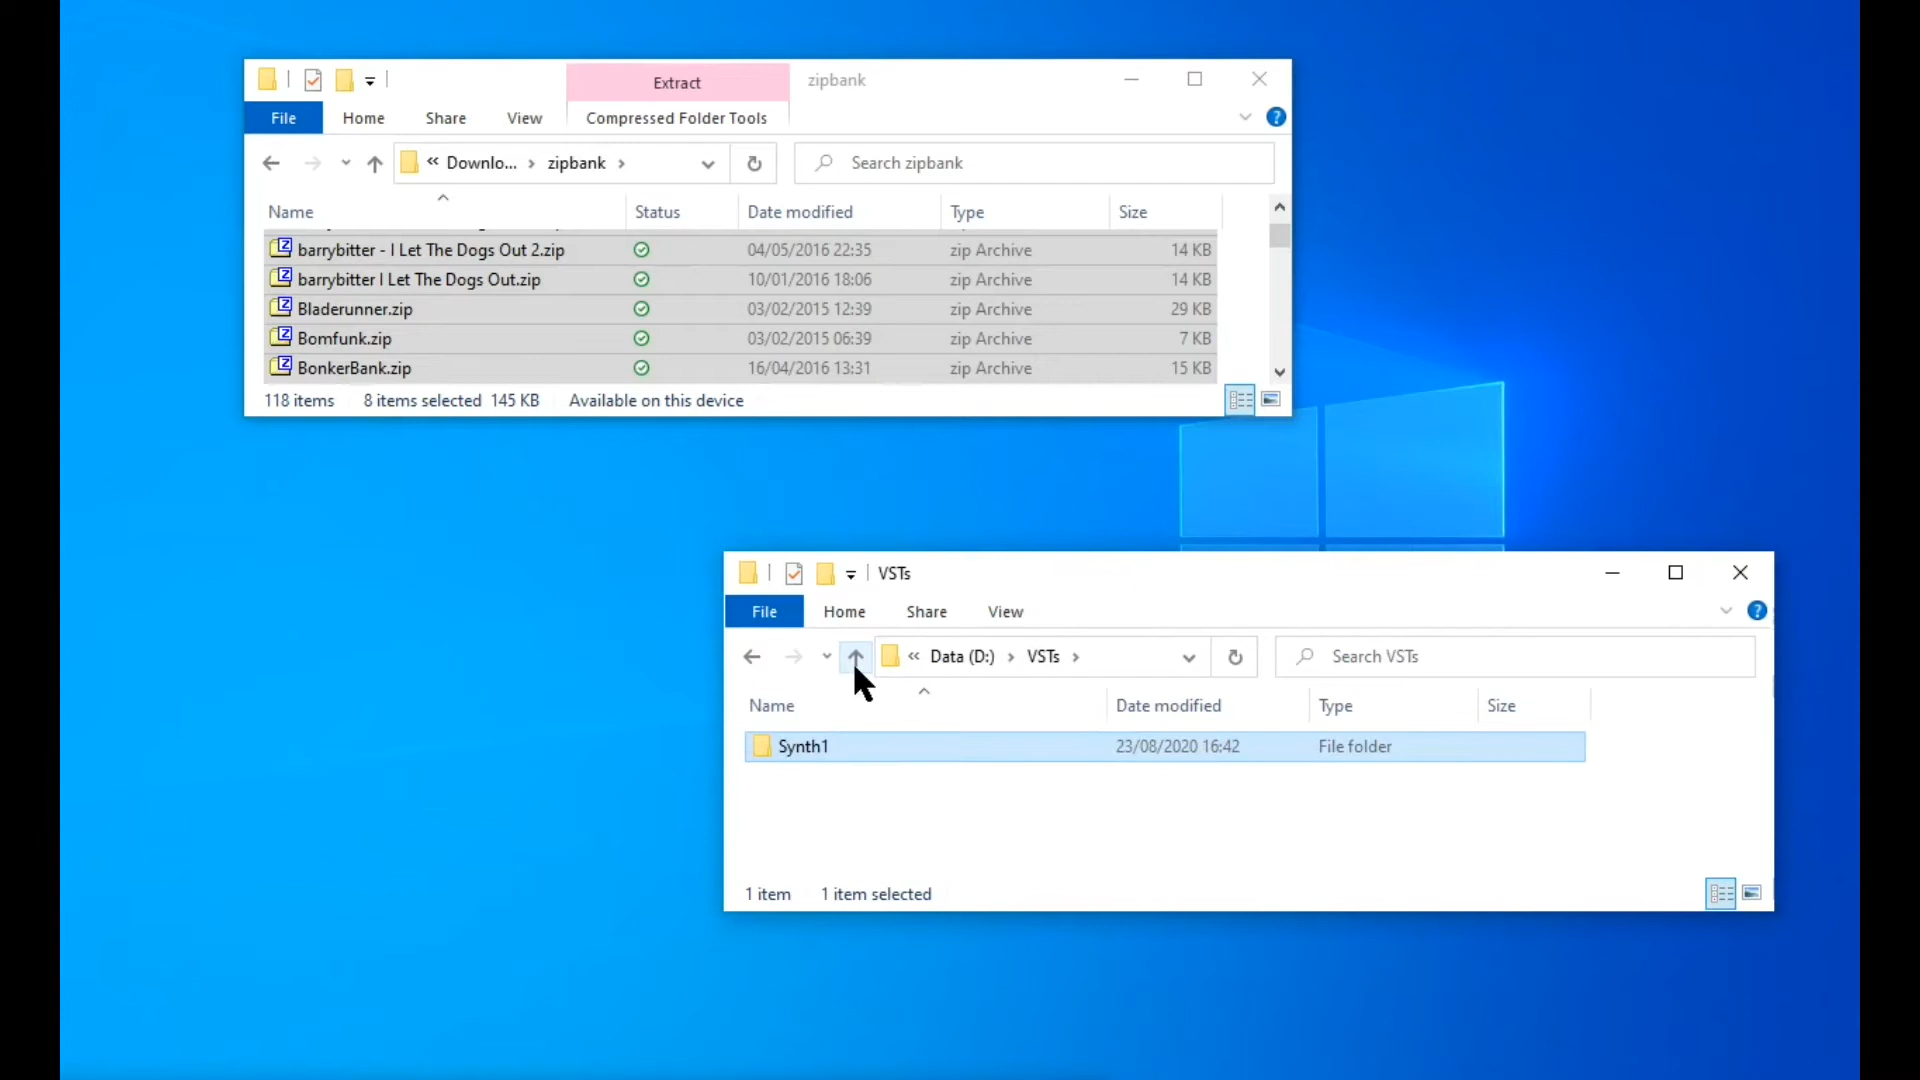 Extract
zipbank
File
Home
Share
View
Compressed Folder Tools
?
« Downlo... › zipbank ›
Search zipbank
Name
Status
Date modified
Type
Size
barrybitter - I Let The Dogs Out 2.zip 04/05/2016 22:35 zip Archive 14 KB
barrybitter I Let The Dogs Out.zip 10/01/2016 18:06 zip Archive 14 KB
Bladerunner.zip 03/02/2015 12:39 zip Archive 29 KB
Bomfunk.zip 03/02/2015 06:39 zip Archive 7 KB
BonkerBank.zip 16/04/2016 13:31 zip Archive 15 KB
118 items 8 items selected 145 KB Available on this device
VSTs
File
Home
Share
View
?
« Data (D:) › VSTs ›
Search VSTs
Name
Date modified
Type
Size
Synth1 23/08/2020 16:42 File folder
1 item 1 item selected